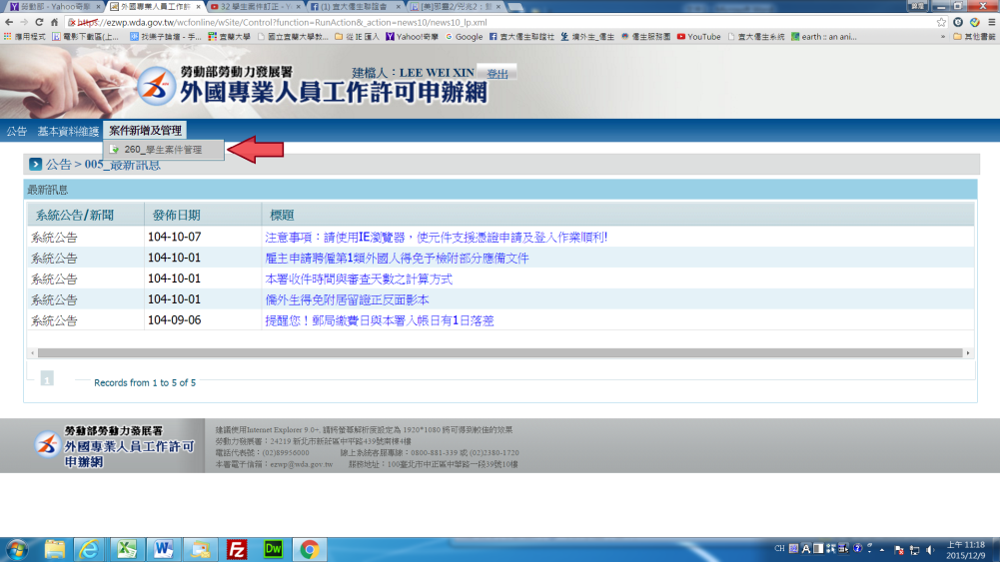 勞動部 - Yahoo奇摩
外國專業人員工作許
32 學生案件訂正 - Y
(1) 宜大僑生聯誼會
https://ezwp.wda.gov.tw/wcfonline/wSite/Control?function=RunAction&_action=news10/news10_lp.xml
應用程式
電影下載區(上...
找樂子論壇 - 手...
宜蘭大學
國立宜蘭大學教...
從 IE 匯入
Yahoo!奇摩
Google
宜大僑生聯誼社
境外生_僑生
僑生服務圈
YouTube
宜大僑生系統
earth :: an ani...
其他書籤
勞動部勞動力發展署
外國專業人員工作許可申辦網
建檔人：LEE WEI XIN 登出
公告 基本資料維護 案件新增及管理
260_學生案件管理
公告 > 005_最新訊息
最新訊息
系統公告/新聞 發佈日期 標題
系統公告 104-10-07 注意事項：請使用IE瀏覽器，使元件支援憑證申請及登入作業順利!
系統公告 104-10-01 雇主申請聘僱第1類外國人得免予檢附部分應備文件
系統公告 104-10-01 本署收件時間與審查天數之計算方式
系統公告 104-10-01 僑外生得免附居留證正反面影本
系統公告 104-09-06 提醒您！郵局繳費日與本署入帳日有1日落差
1 Records from 1 to 5 of 5
勞動部勞動力發展署
外國專業人員工作許可
申辦網
建議使用Internet Explorer 9.0+, 請將螢幕解析度設定為 1920*1080 將可得到較佳的效果
勞動力發展署：24219 新北市新莊區中平路439號南棟4樓
電話代表號：(02)89956000 線上系統客服專線：0800-881-339 或 (02)2380-1720
本署電子信箱：ezwp@wda.gov.tw 服務地址：100臺北市中正區中華路一段39號10樓
CH
上午 11:18
2015/12/9